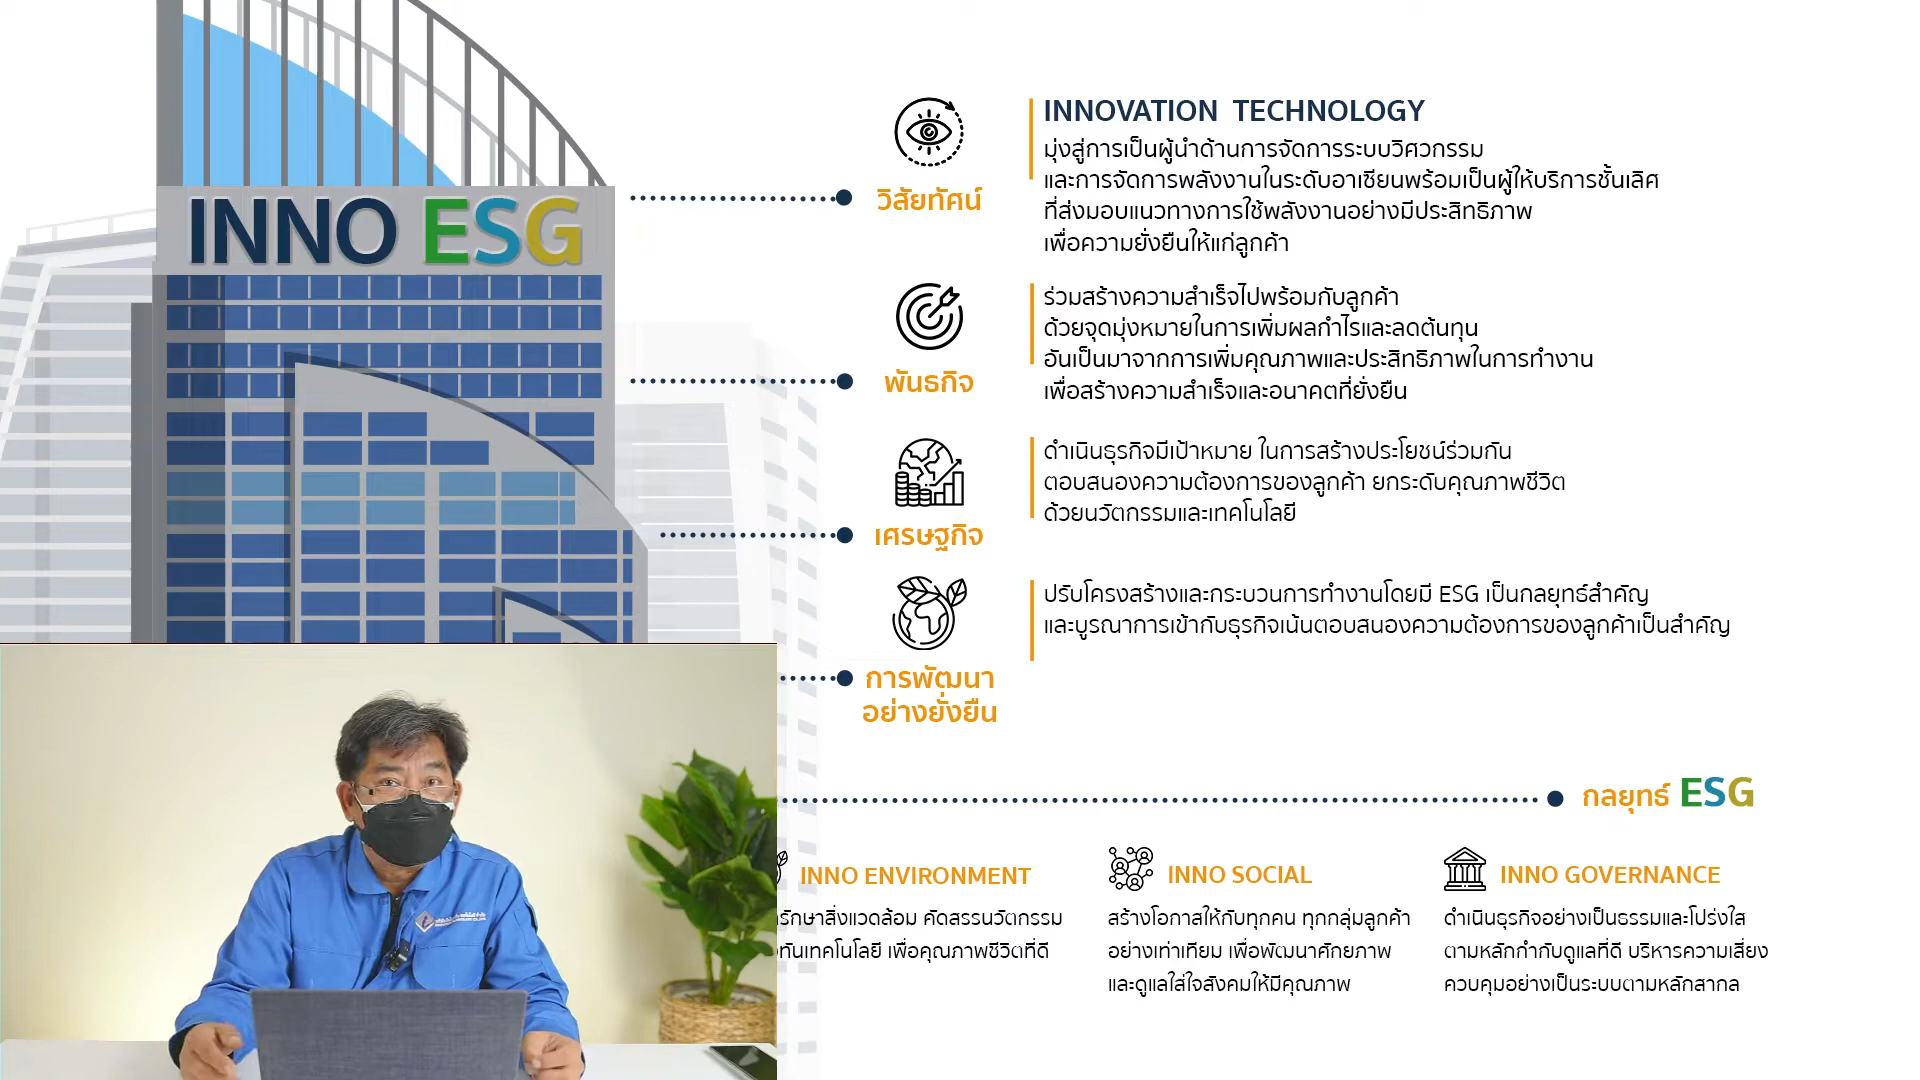 INNO ESG
วิสัยทัศน์
INNOVATION TECHNOLOGY
มุ่งสู่การเป็นผู้นำด้านการจัดการระบบวิศวกรรม
และการจัดการพลังงานในระดับอาเซียนพร้อมเป็นผู้ให้บริการชั้นเลิศ
ที่ส่งมอบแนวทางการใช้พลังงานอย่างมีประสิทธิภาพ
เพื่อความยั่งยืนให้แก่ลูกค้า
พันธกิจ
ร่วมสร้างความสำเร็จไปพร้อมกับลูกค้า
ด้วยจุดมุ่งหมายในการเพิ่มผลกำไรและลดต้นทุน
อันเป็นมาจากการเพิ่มคุณภาพและประสิทธิภาพในการทำงาน
เพื่อสร้างความสำเร็จและอนาคตที่ยั่งยืน
เศรษฐกิจ
ดำเนินธุรกิจมีเป้าหมาย ในการสร้างประโยชน์ร่วมกัน
ตอบสนองความต้องการของลูกค้า ยกระดับคุณภาพชีวิต
ด้วยนวัตกรรมและเทคโนโลยี
การพัฒนา
อย่างยั่งยืน
ปรับโครงสร้างและกระบวนการทำงานโดยมี ESG เป็นกลยุทธ์สำคัญ
และบูรณาการเข้ากับธุรกิจเน้นตอบสนองความต้องการของลูกค้าเป็นสำคัญ
กลยุทธ์ ESG
INNO ENVIRONMENT
รักษาสิ่งแวดล้อม คัดสรรนวัตกรรม
ทันเทคโนโลยี เพื่อคุณภาพชีวิตที่ดี
INNO SOCIAL
สร้างโอกาสให้กับทุกคน ทุกกลุ่มลูกค้า
อย่างเท่าเทียม เพื่อพัฒนาศักยภาพ
และดูแลใส่ใจสังคมให้มีคุณภาพ
INNO GOVERNANCE
ดำเนินธุรกิจอย่างเป็นธรรมและโปร่งใส
ตามหลักกำกับดูแลที่ดี บริหารความเสี่ยง
ควบคุมอย่างเป็นระบบตามหลักสากล